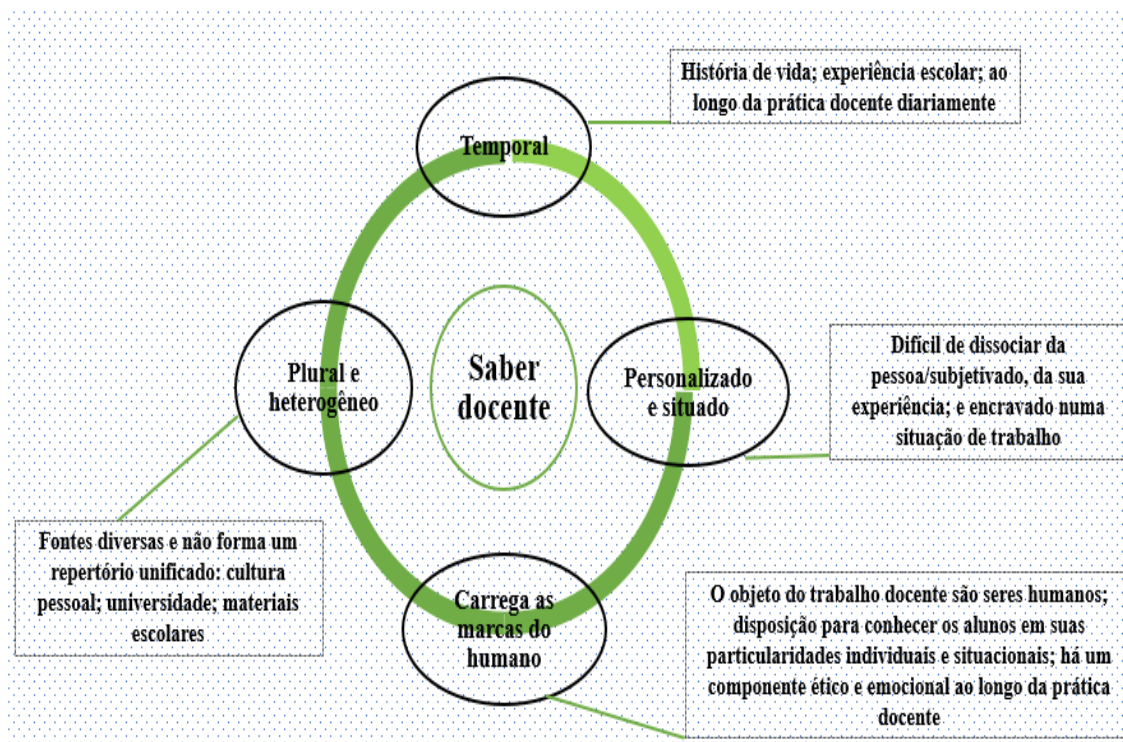 História de vida; experiência escolar; ao
longo da prática docente diariamente
Temporal
Plural e
heterogêneo
Saber
docente
Personalizado
e situado
Difícil de dissociar da
pessoa/subjetivado, da sua
experiência; e encravado numa
situação de trabalho
Fontes diversas e não forma um
repertório unificado: cultura
pessoal; universidade; materiais
escolares
Carrega as
marcas do
humano
O objeto do trabalho docente são seres humanos;
disposição para conhecer os alunos em suas
particularidades individuais e situacionais; há um
componente ético e emocional ao longo da prática
docente